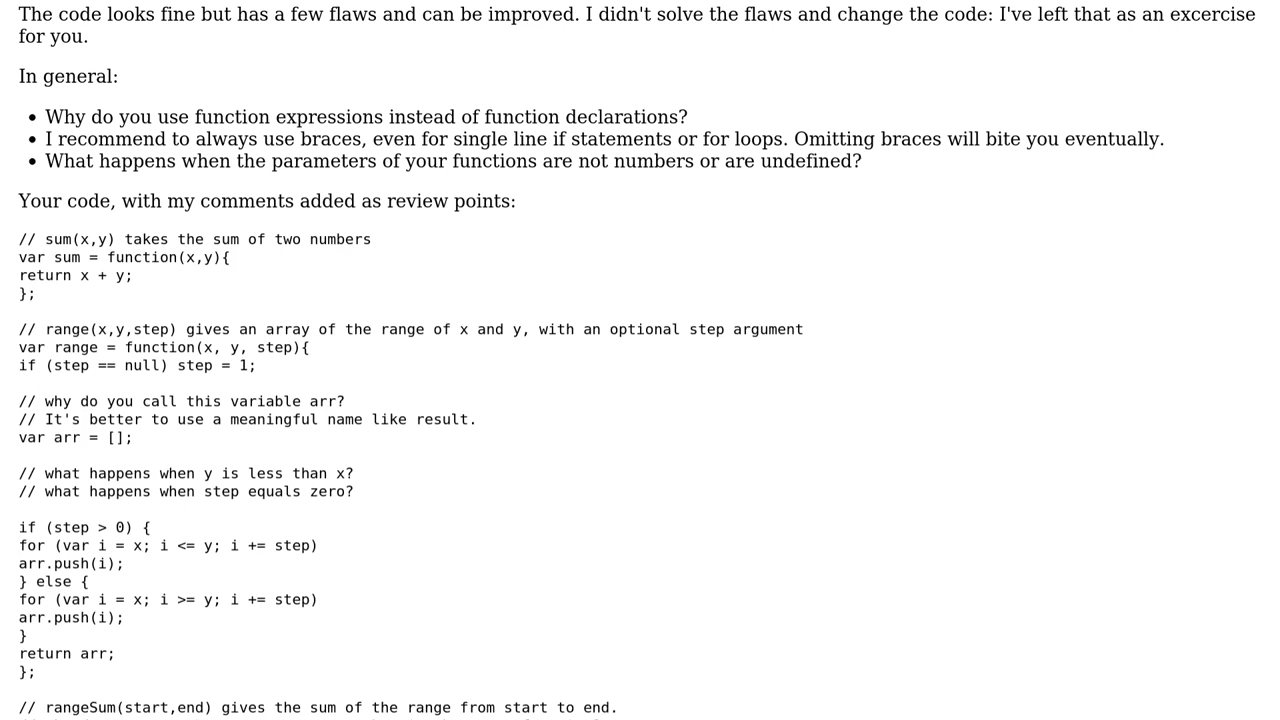 The code looks fine but has a few flaws and can be improved. I didn't solve the flaws and change the code: I've left that as an excercise
for you.
In general:
• Why do you use function expressions instead of function declarations?
• I recommend to always use braces, even for single line if statements or for loops. Omitting braces will bite you eventually.
• What happens when the parameters of your functions are not numbers or are undefined?
Your code, with my comments added as review points:
// sum(x,y) takes the sum of two numbers
var sum = function(x,y){
return x + y;
};
// range(x,y,step) gives an array of the range of x and y, with an optional step argument
var range = function(x, y, step){
if (step == null) step = 1;
// why do you call this variable arr?
// It's better to use a meaningful name like result.
var arr = [];
// what happens when y is less than x?
// what happens when step equals zero?
if (step > 0) {
for (var i = x; i <= y; i += step)
arr.push(i);
} else {
for (var i = x; i >= y; i += step)
arr.push(i);
}
return arr;
};
// rangeSum(start,end) gives the sum of the range from start to end.